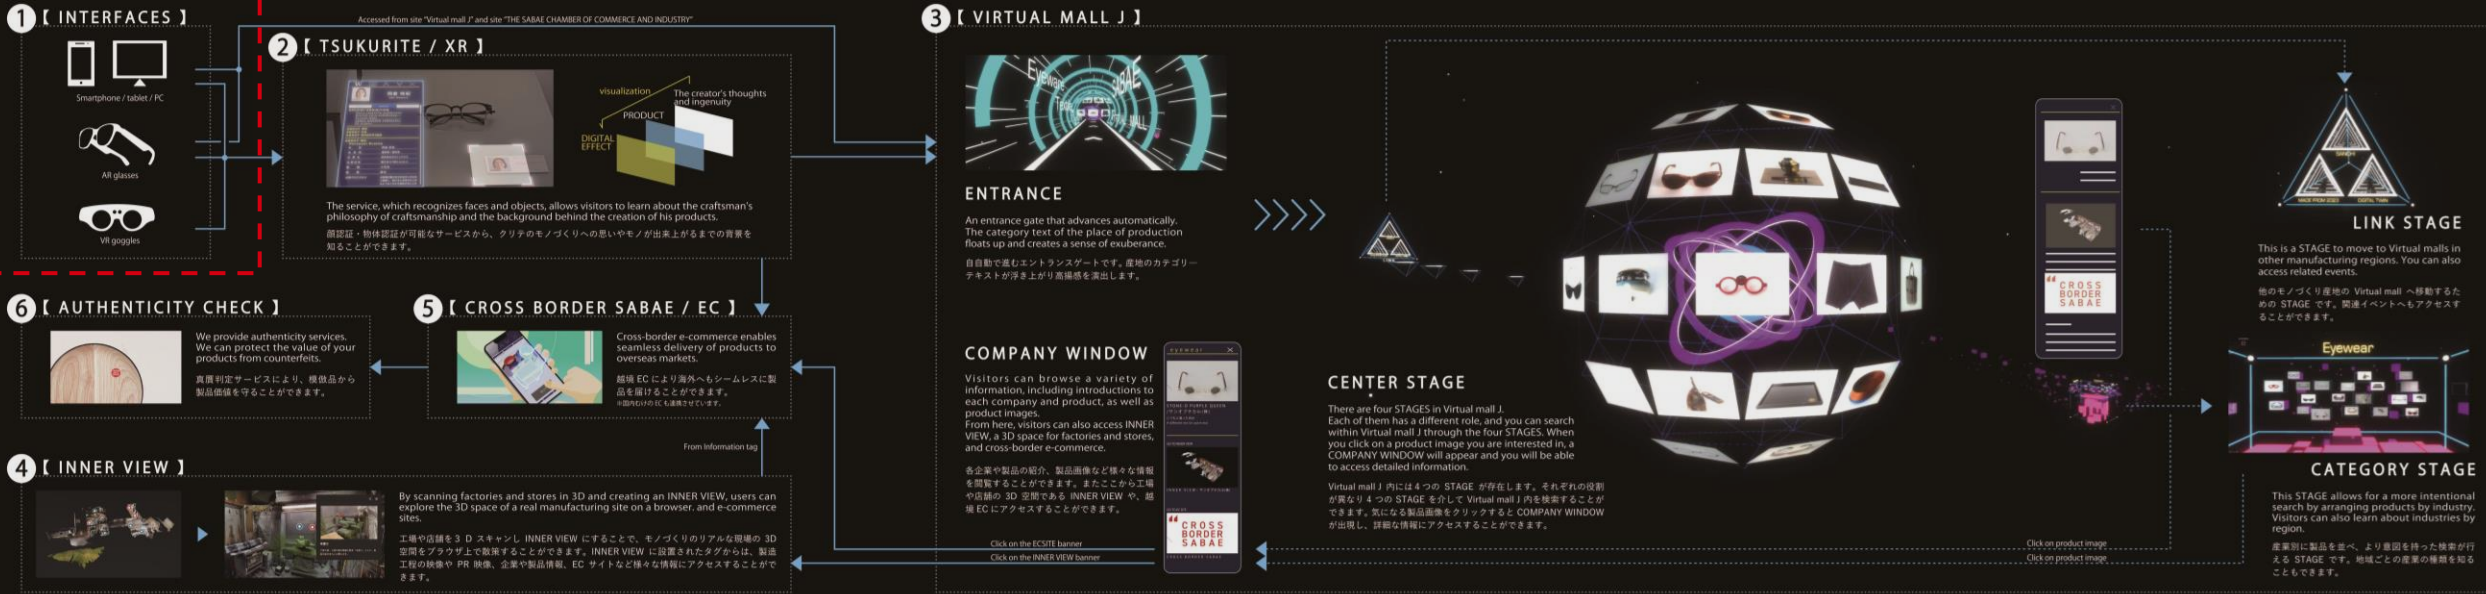 1【 INTERFACES 】
Smartphone / tablet / PC
AR glasses
VR goggles
Accessed from site "Virtual mall J" and site "THE SABAE CHAMBER OF COMMERCE AND INDUSTRY"
2【 TSUKURITE / XR 】
visualization
The creator's thoughts
and ingenuity
PRODUCT
DIGITAL
EFFECT
The service, which recognizes faces and objects, allows visitors to learn about the craftsman's
philosophy of craftsmanship and the background behind the creation of his products.
顔認証・物体認証が可能なサービスから、クリテのモノづくりへの思いやモノが出来上がるまでの背景を
知ることができます。
3【 VIRTUAL MALL J 】
Eyeware
SABAE
MALL
ENTRANCE
An entrance gate that advances automatically.
The category text of the place of production
floats up and creates a sense of exuberance.
自自動で進むエントランスゲートです。産地のカテゴリー
テキストが浮き上がり高揚感を演出します。
COMPANY WINDOW
Visitors can browse a variety of
information, including introductions to
each company and product, as well as
product images.
From here, visitors can also access INNER
VIEW, a 3D space for factories and stores,
and cross-border e-commerce.
各企業や製品の紹介、製品画像など様々な情報
を閲覧することができます。またここから工場
や店舗の 3D 空間である INNER VIEW や、越
境 EC にアクセスすることができます。
eyewear
CROSS
BORDER
SABAE
Click on the ECSITE banner
Click on the INNER VIEW banner
CENTER STAGE
There are four STAGES in Virtual mall J.
Each of them has a different role, and you can search
within Virtual mall J through the four STAGES. When
you click on a product image you are interested in, a
COMPANY WINDOW will appear and you will be able
to access detailed information.
Virtual mall J 内には 4 つの STAGE が存在します。それぞれの役割
が異なり 4 つの STAGE を介して Virtual mall J 内を検索することが
できます。気になる製品画像をクリックすると COMPANY WINDOW
が出現し、詳細な情報にアクセスすることができます。
CROSS
BORDER
SABAE
Click on product image
Click on product image
LINK STAGE
This is a STAGE to move to Virtual malls in
other manufacturing regions. You can also
access related events.
他のモノづくり産地の Virtual mall へ移動するた
めの STAGE です。関連イベントへもアクセスす
ることができます。
Eyewear
CATEGORY STAGE
This STAGE allows for a more intentional
search by arranging products by industry.
Visitors can also learn about industries by
region.
産業別に製品を並べ、より意図を持った検索が行
える STAGE です。地域ごとの産業の種類を知る
こともできます。
6【 AUTHENTICITY CHECK 】
We provide authenticity services.
We can protect the value of your
products from counterfeits.
真贋判定サービスにより、模倣品から
製品価値を守ることができます。
5【 CROSS BORDER SABAE / EC 】
Cross-border e-commerce enables
seamless delivery of products to
overseas markets.
越境 EC により海外へもシームレスに製
品を届けることができます。
※国内むけの EC も連携させています。
From Information tag
4【 INNER VIEW 】
By scanning factories and stores in 3D and creating an INNER VIEW, users can
explore the 3D space of a real manufacturing site on a browser. and e-commerce
sites.
工場や店舗を 3 D スキャンし INNER VIEW にすることで、モノづくりのリアルな現場の 3D
空間をブラウザ上で散策することができます。INNER VIEW に設置されたタグからは、製造
工程の映像や PR 映像、企業や製品情報、EC サイトなど様々な情報にアクセスすることがで
きます。